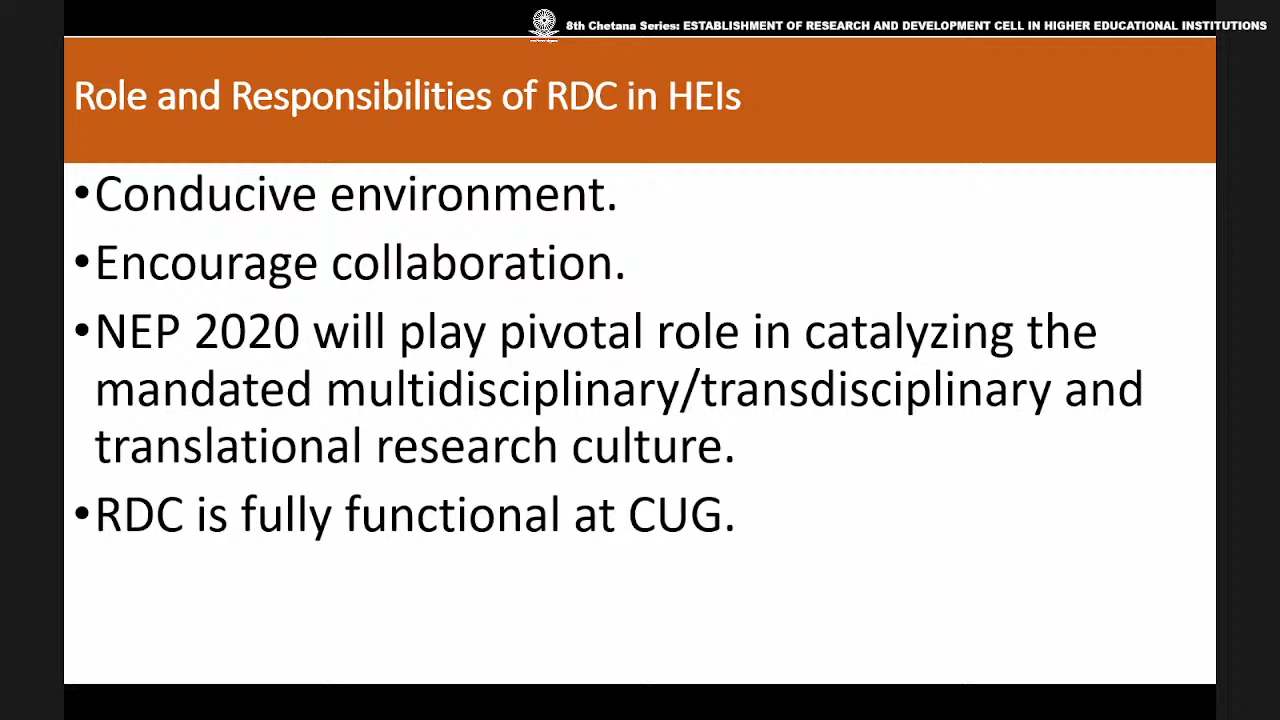 8th Chetana Series: ESTABLISHMENT OF RESEARCH AND DEVELOPMENT CELL IN HIGHER EDUCATIONAL INSTITUTIONS
Role and Responsibilities of RDC in HEIs
•Conducive environment.
•Encourage collaboration.
•NEP 2020 will play pivotal role in catalyzing the
mandated multidisciplinary/transdisciplinary and
translational research culture.
•RDC is fully functional at CUG.